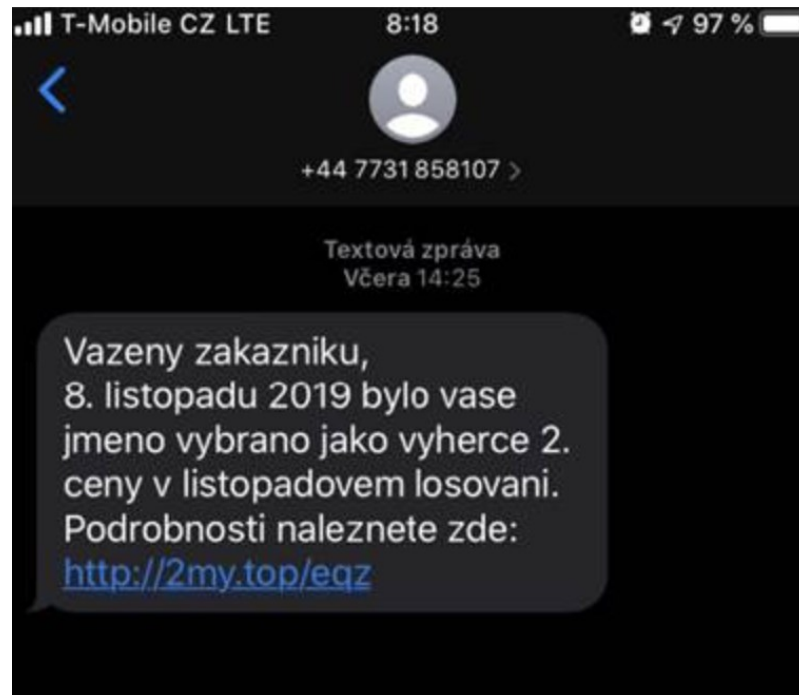 T-Mobile CZ LTE 8:18 97 %
+44 7731 858107 >
Textová zpráva
Včera 14:25
Vazeny zakazniku,
8. listopadu 2019 bylo vase
jmeno vybrano jako vyherce 2.
ceny v listopadovem losovani.
Podrobnosti naleznete zde:
http://2my.top/eqz